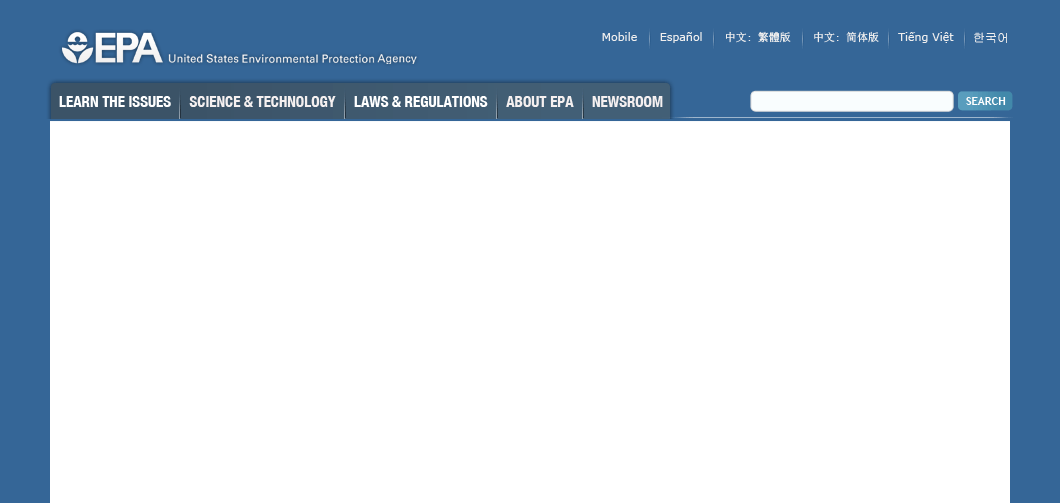 EPA United States Environmental Protection Agency
Mobile Español 中文: 繁體版 中文: 简体版 Tiếng Việt 한국어
LEARN THE ISSUES SCIENCE & TECHNOLOGY LAWS & REGULATIONS ABOUT EPA NEWSROOM SEARCH